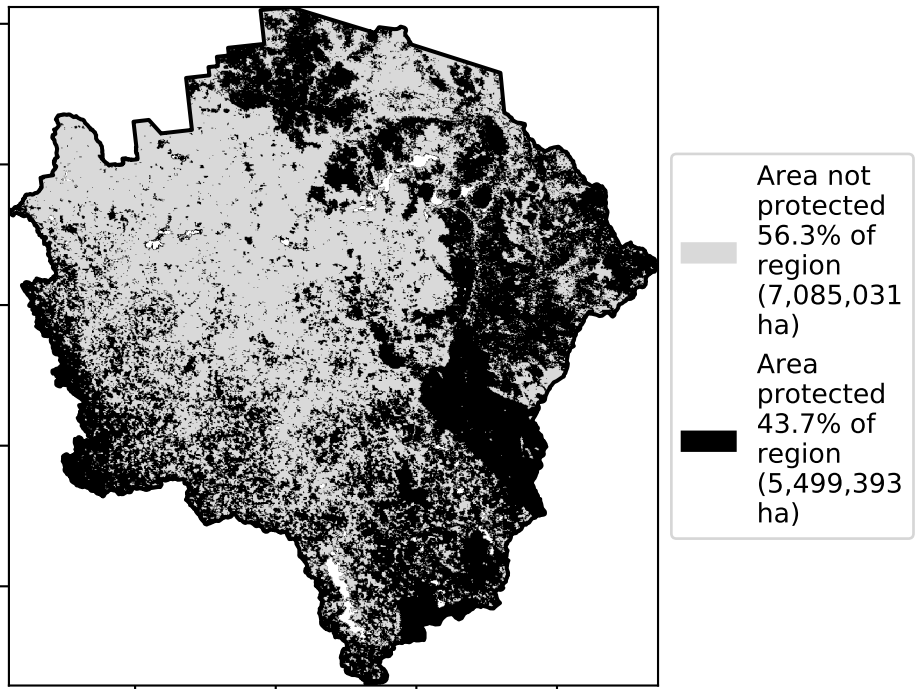 Area not
protected
56.3% of
region
(7,085,031
ha)
Area
protected
43.7% of
region
(5,499,393
ha)